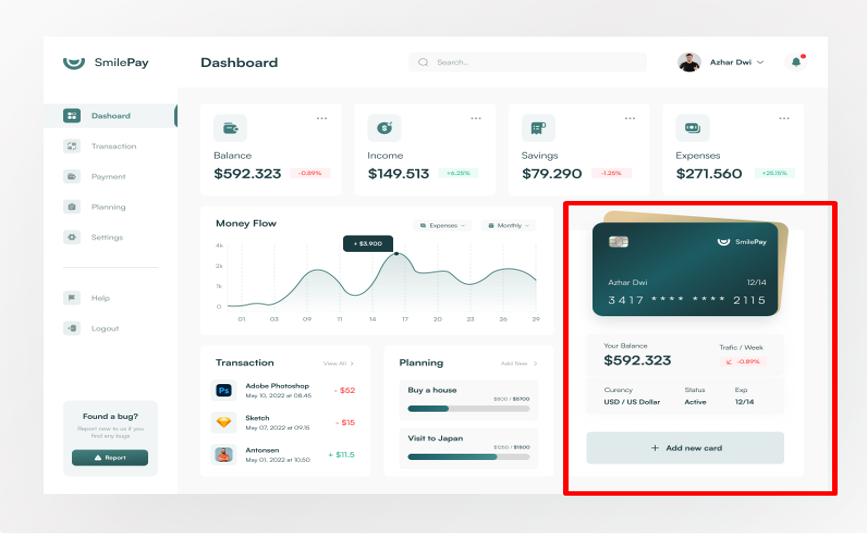 SmilePay
Dashboard
Search...
Azhar Dwi
Dashoard
Transaction
Payment
Planning
Settings
Help
Logout
Found a bug?
Report new to us if you
find any bugs
Report
Balance
$592.323 -0.89%
Income
$149.513 +6.25%
Savings
$79.290 -1.25%
Expenses
$271.560 +25.15%
Money Flow
Expenses
Monthly
+ $3.900
4k
2k
1k
0
01 03 09 11 14 17 20 23 26 29
Transaction
View All
Adobe Photoshop
May 10, 2022 at 08.45
- $52
Sketch
May 07, 2022 at 09.15
- $15
Antonsen
May 01, 2022 at 10.50
+ $11.5
Planning
Add New
Buy a house
$500 / $5700
Visit to Japan
$1250 / $1500
SmilePay
Azhar Dwi 12/14
3417 **** **** 2115
Your Balance
$592.323
Trafic / Week
-0.89%
Curency Status Exp
USD / US Dollar Active 12/14
+ Add new card